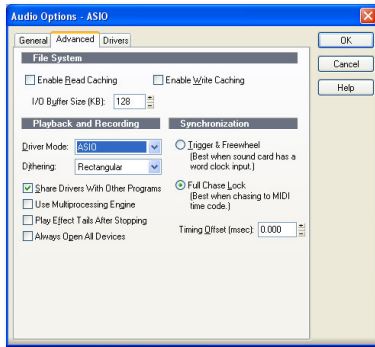 Audio Options - ASIO
General Advanced Drivers
OK
Cancel
Help
File System
Enable Read Caching Enable Write Caching
I/O Buffer Size (KB): 128
Playback and Recording
Driver Mode: ASIO
Dithering: Rectangular
Share Drivers With Other Programs
Use Multiprocessing Engine
Play Effect Tails After Stopping
Always Open All Devices
Synchronization
Trigger & Freewheel
(Best when sound card has a
word clock input.)
Full Chase Lock
(Best when chasing to MIDI
time code.)
Timing Offset (msec): 0.000